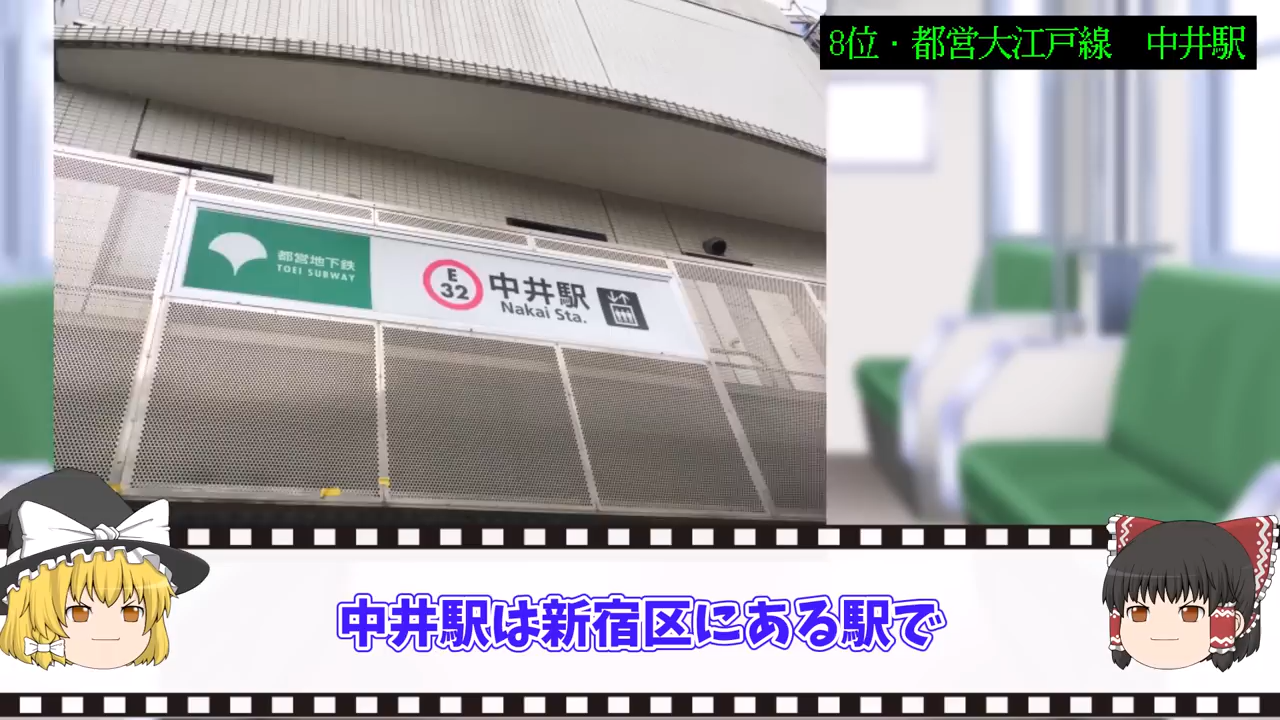 8位・都営大江戸線　中井駅
都営地下鉄
TOEI SUBWAY
E
32
中井駅
Nakai Sta.
中井駅は新宿区にある駅で